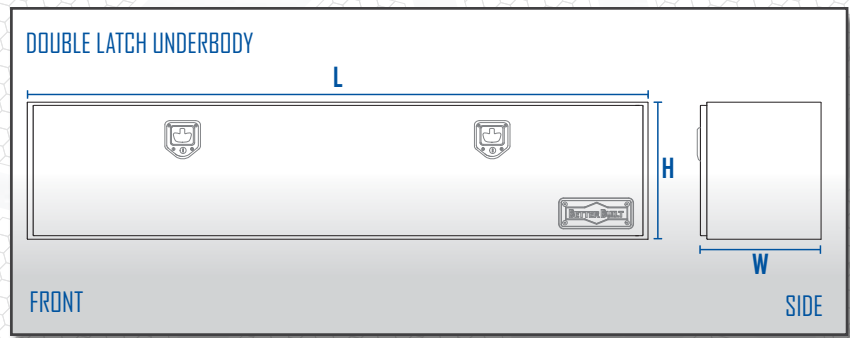 DOUBLE LATCH UNDERBODY
L
H
BETTER BUILT
W
FRONT
SIDE